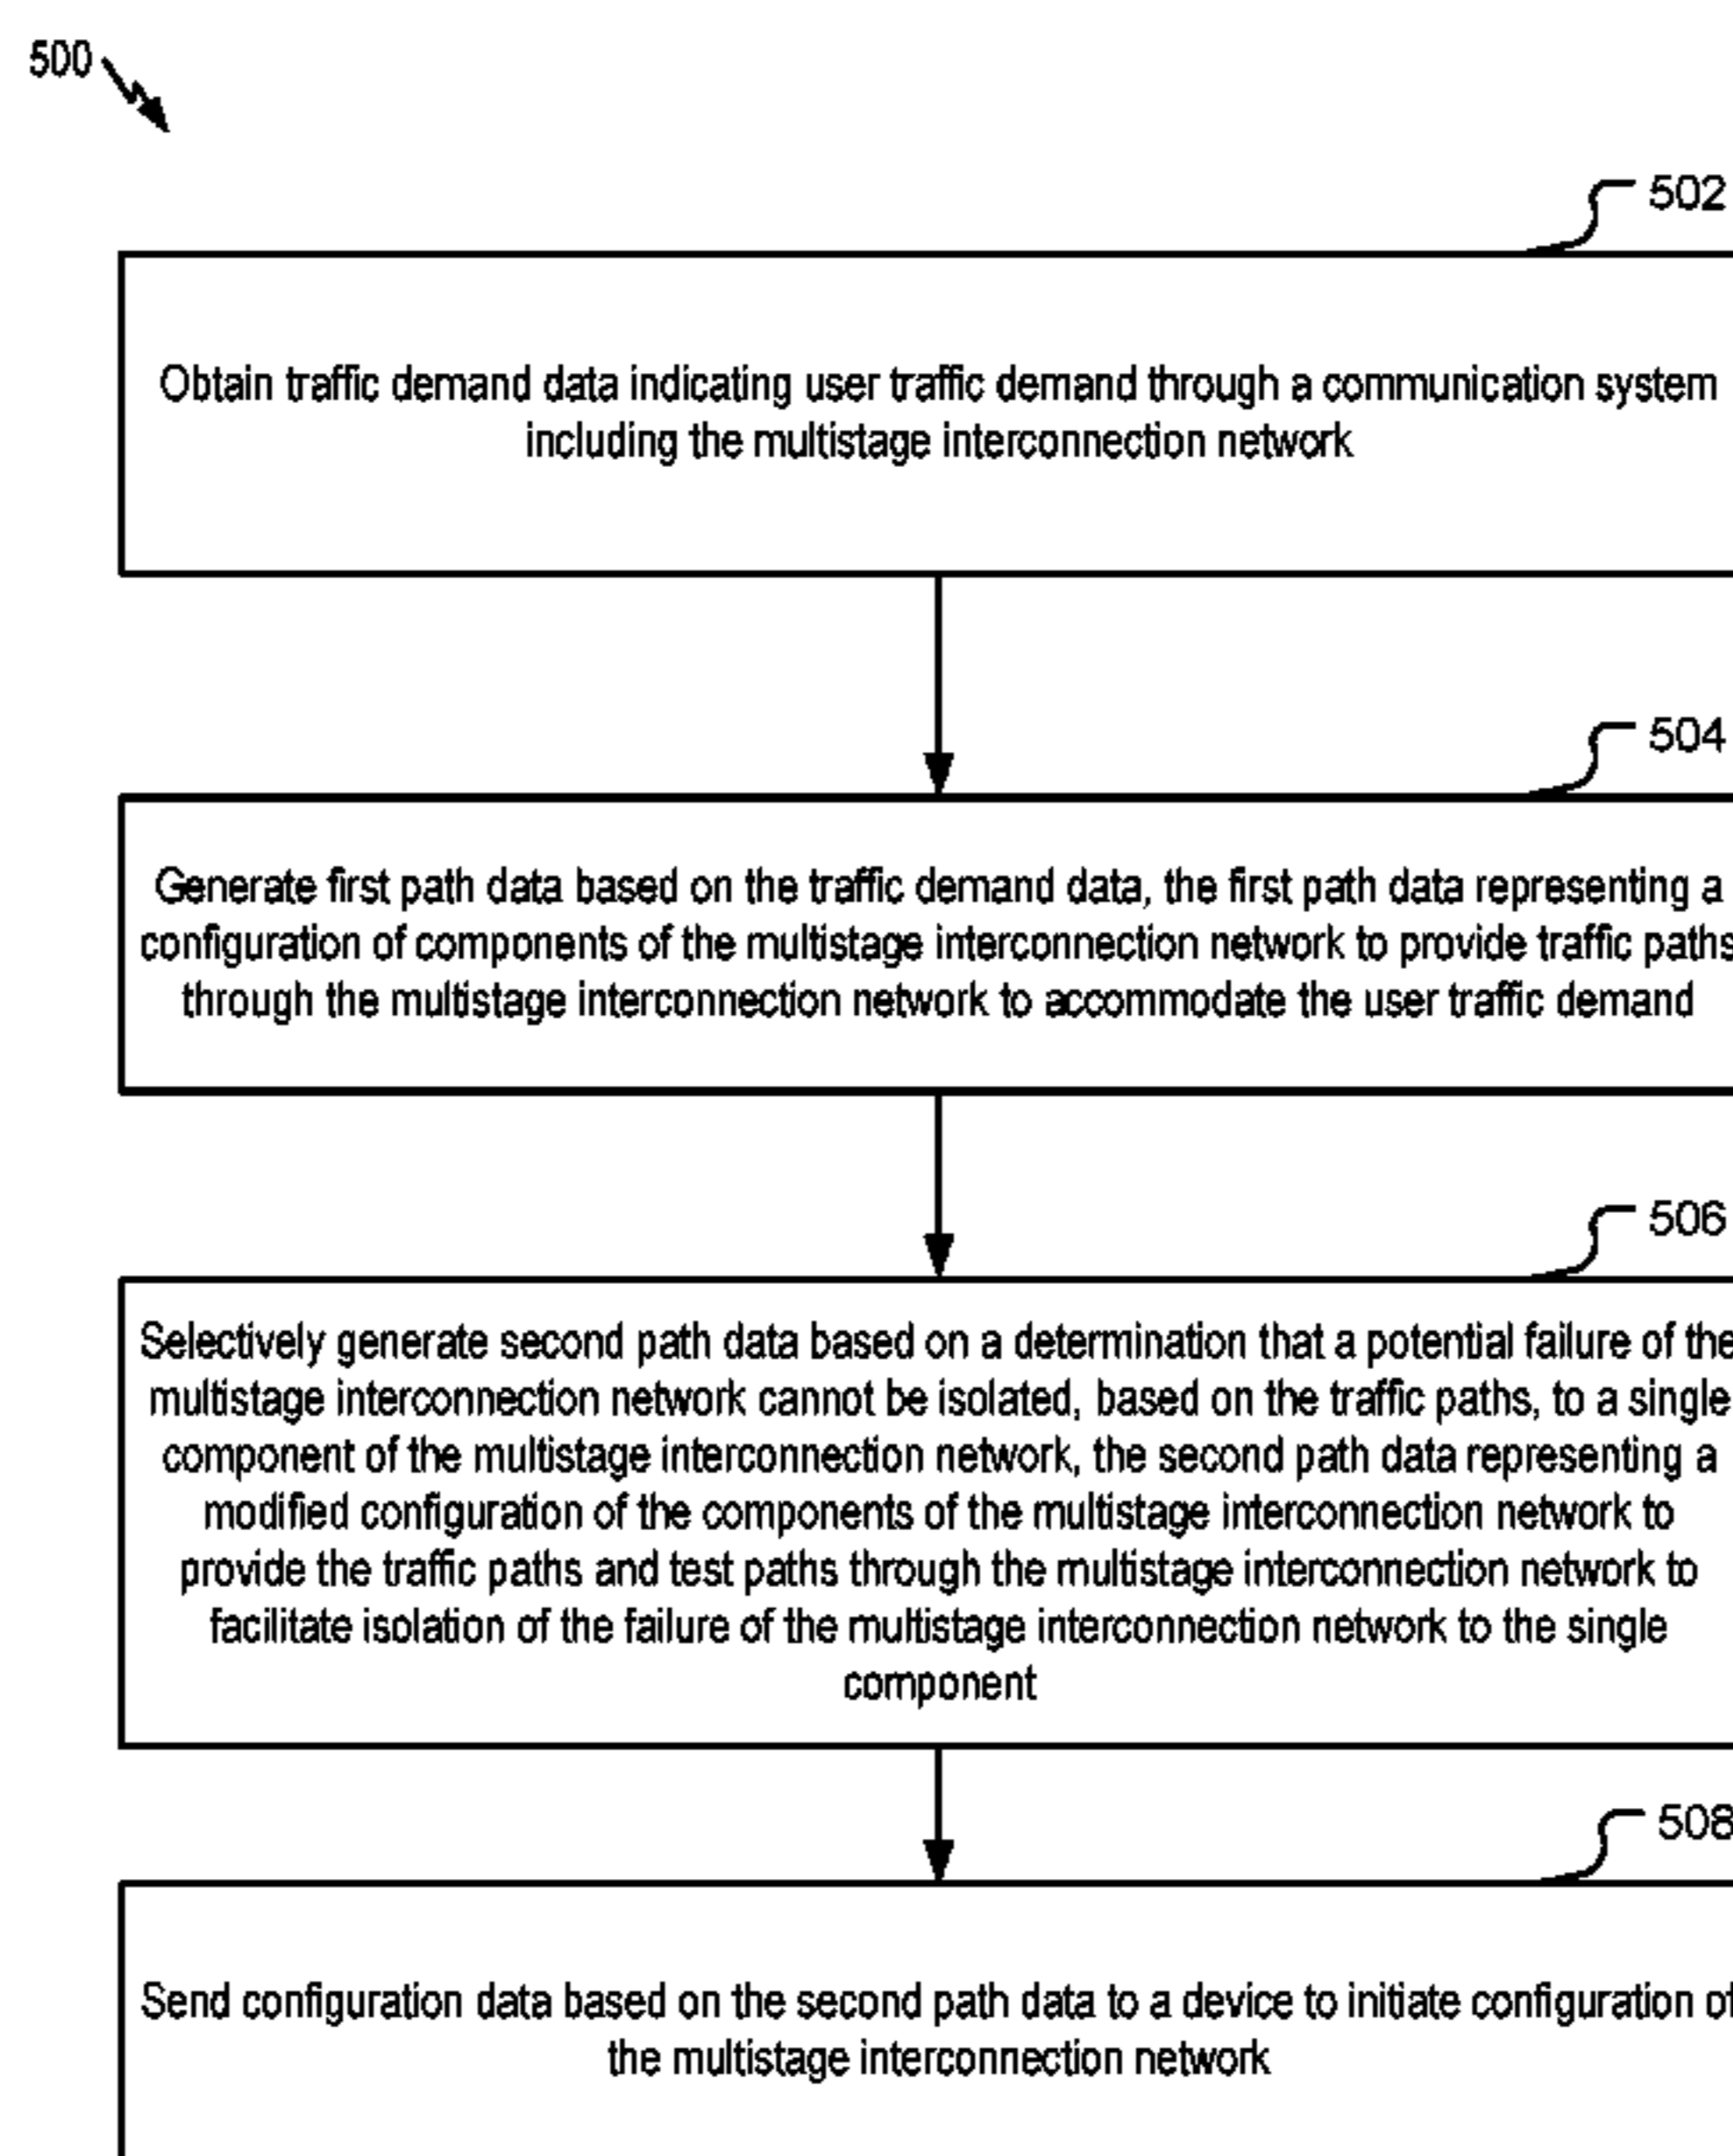 500
502
Obtain traffic demand data indicating user traffic demand through a communication system
including the multistage interconnection network
504
Generate first path data based on the traffic demand data, the first path data representing a
configuration of components of the multistage interconnection network to provide traffic paths
through the multistage interconnection network to accommodate the user traffic demand
506
Selectively generate second path data based on a determination that a potential failure of the
multistage interconnection network cannot be isolated, based on the traffic paths, to a single
component of the multistage interconnection network, the second path data representing a
modified configuration of the components of the multistage interconnection network to
provide the traffic paths and test paths through the multistage interconnection network to
facilitate isolation of the failure of the multistage interconnection network to the single
component
508
Send configuration data based on the second path data to a device to initiate configuration of
the multistage interconnection network